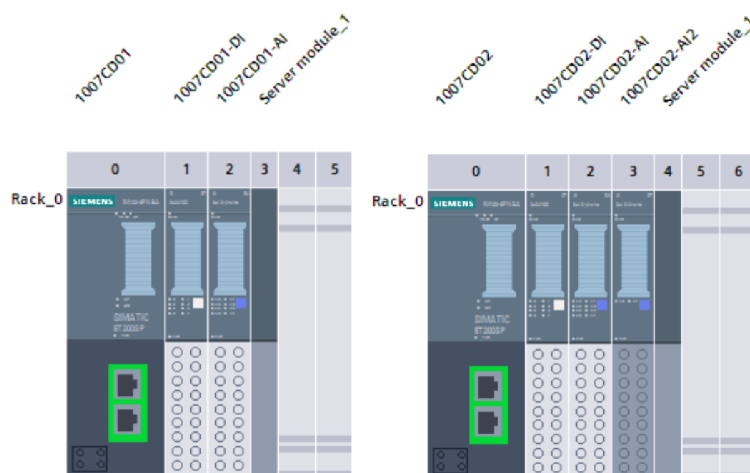 1007CD01
1007CD01-DI
1007CD01-AI
Server module_1
1007CD02
1007CD02-DI
1007CD02-AI
1007CD02-AI2
Server module_1
0 1 2 3 4 5
0 1 2 3 4 5 6
Rack_0
Rack_0
SIEMENS
SIEMENS
SIMATIC
ET 200SP
SIMATIC
ET 200SP